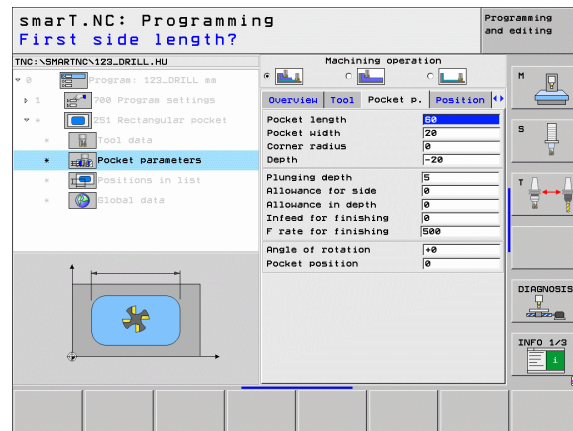 smarT.NC: Programming
Programming and editing
First side length?
TNC:\SMARTNC\123_DRILL.HU
0 Program: 123_DRILL mm
1 700 Program settings
* 251 Rectangular pocket
* Tool data
* Pocket parameters
* Positions in list
* Global data
Machining operation
Overview Tool Pocket p. Position
Pocket length 60
Pocket width 20
Corner radius 0
Depth -20
Plunging depth 5
Allowance for side 0
Allowance in depth 0
Infeed for finishing 0
F rate for finishing 500
Angle of rotation +0
Pocket position 0
M
S
T
DIAGNOSIS
INFO 1/3
i